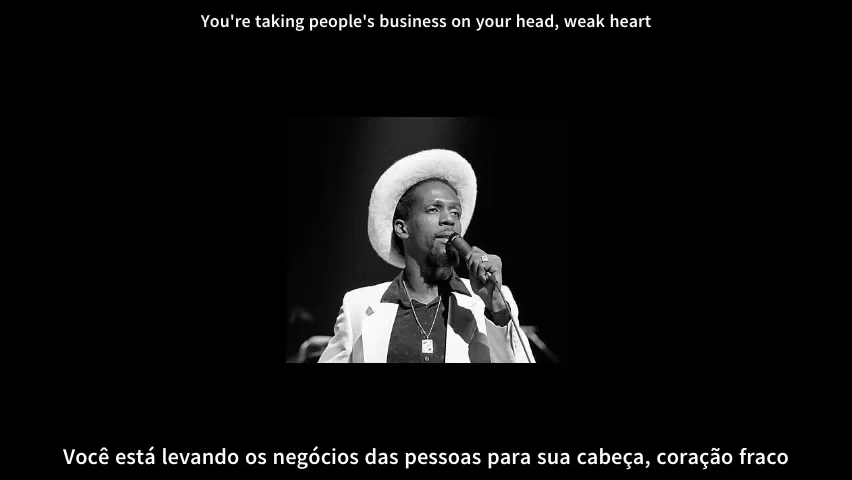 You're taking people's business on your head, weak heart
Você está levando os negócios das pessoas para sua cabeça, coração fraco